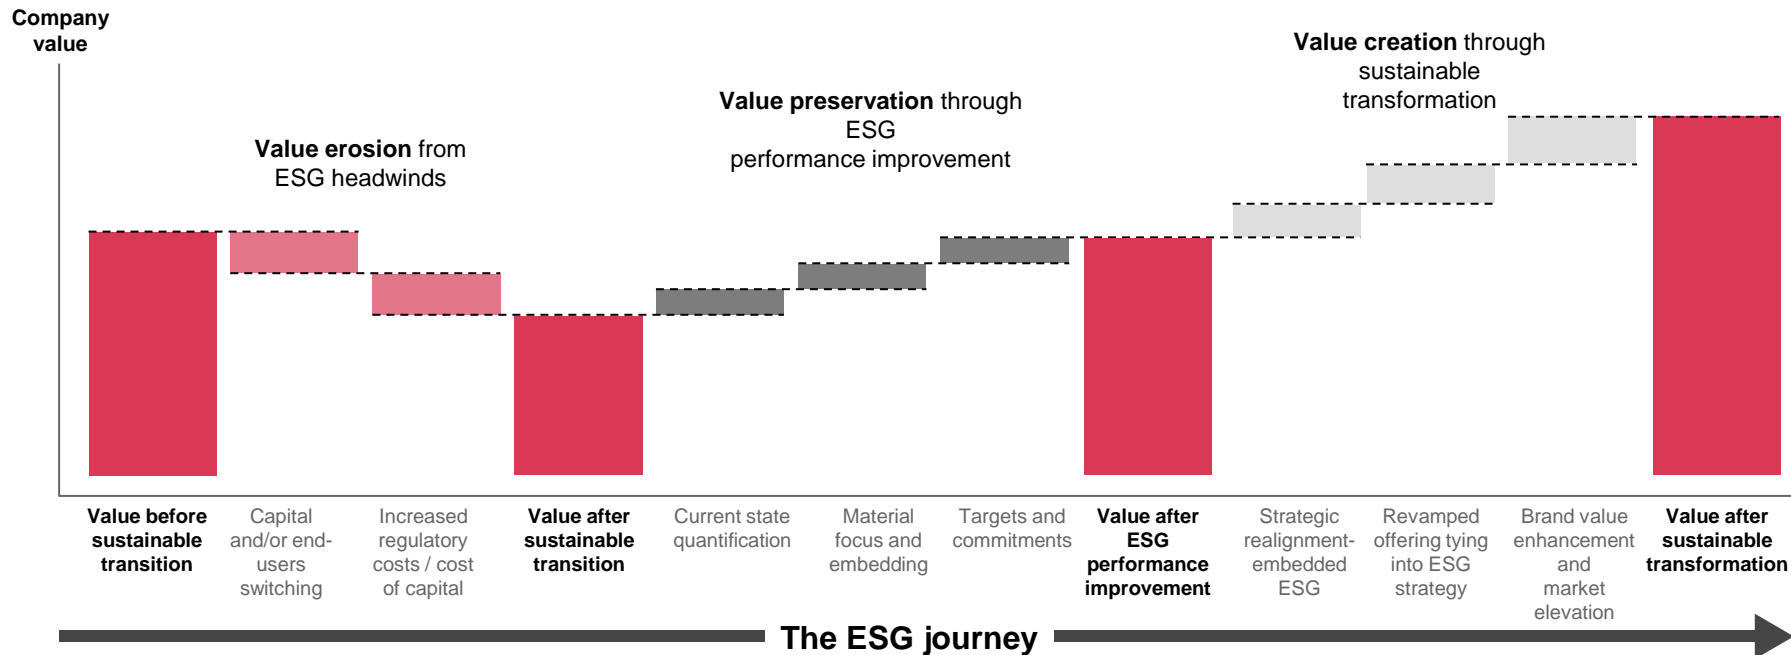 Company
value
Value erosion from
ESG headwinds
Value preservation through
ESG
performance improvement
Value creation through
sustainable
transformation
Value before
sustainable
transition
Capital
and/or end-
users
switching
Increased
regulatory
costs / cost
of capital
Value after
sustainable
transition
Current state
quantification
Material
focus and
embedding
Targets and
commitments
Value after
ESG
performance
improvement
Strategic
realignment-
embedded
ESG
Revamped
offering tying
into ESG
strategy
Brand value
enhancement
and
market
elevation
Value after
sustainable
transformation
The ESG journey